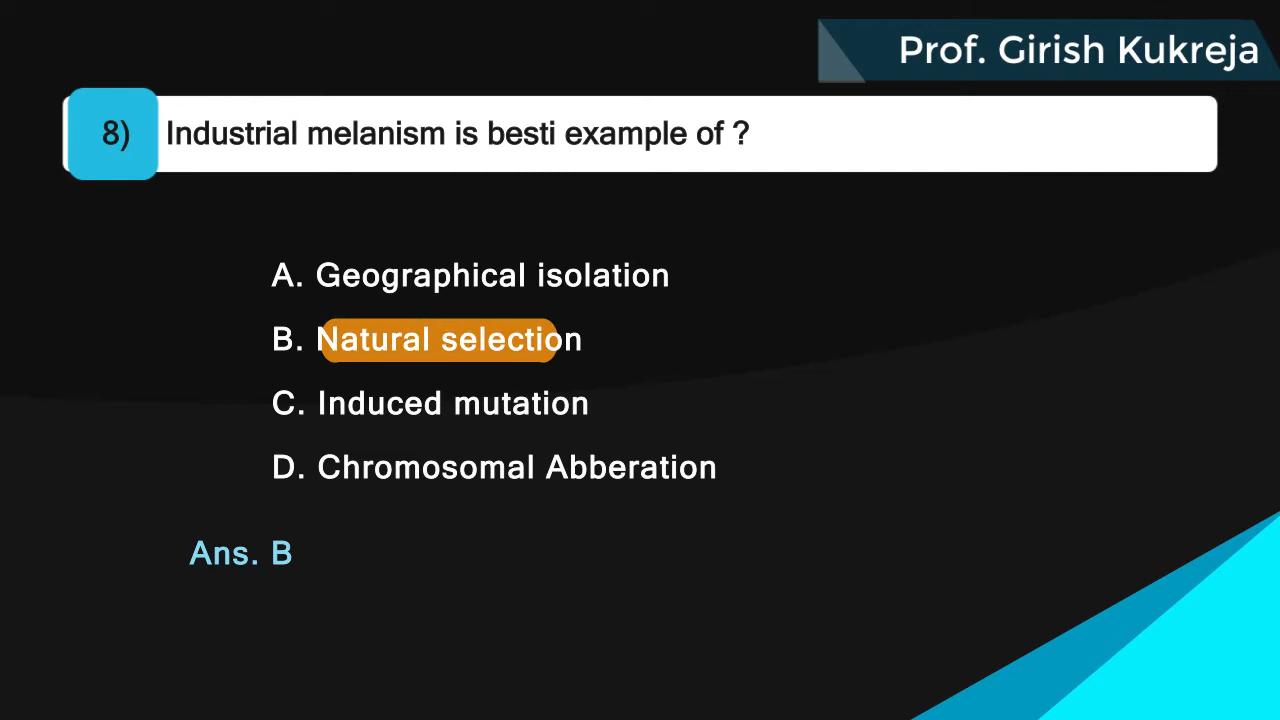 Prof. Girish Kukreja
8) Industrial melanism is besti example of ?
A. Geographical isolation
B. Natural selection
C. Induced mutation
D. Chromosomal Abberation
Ans. B